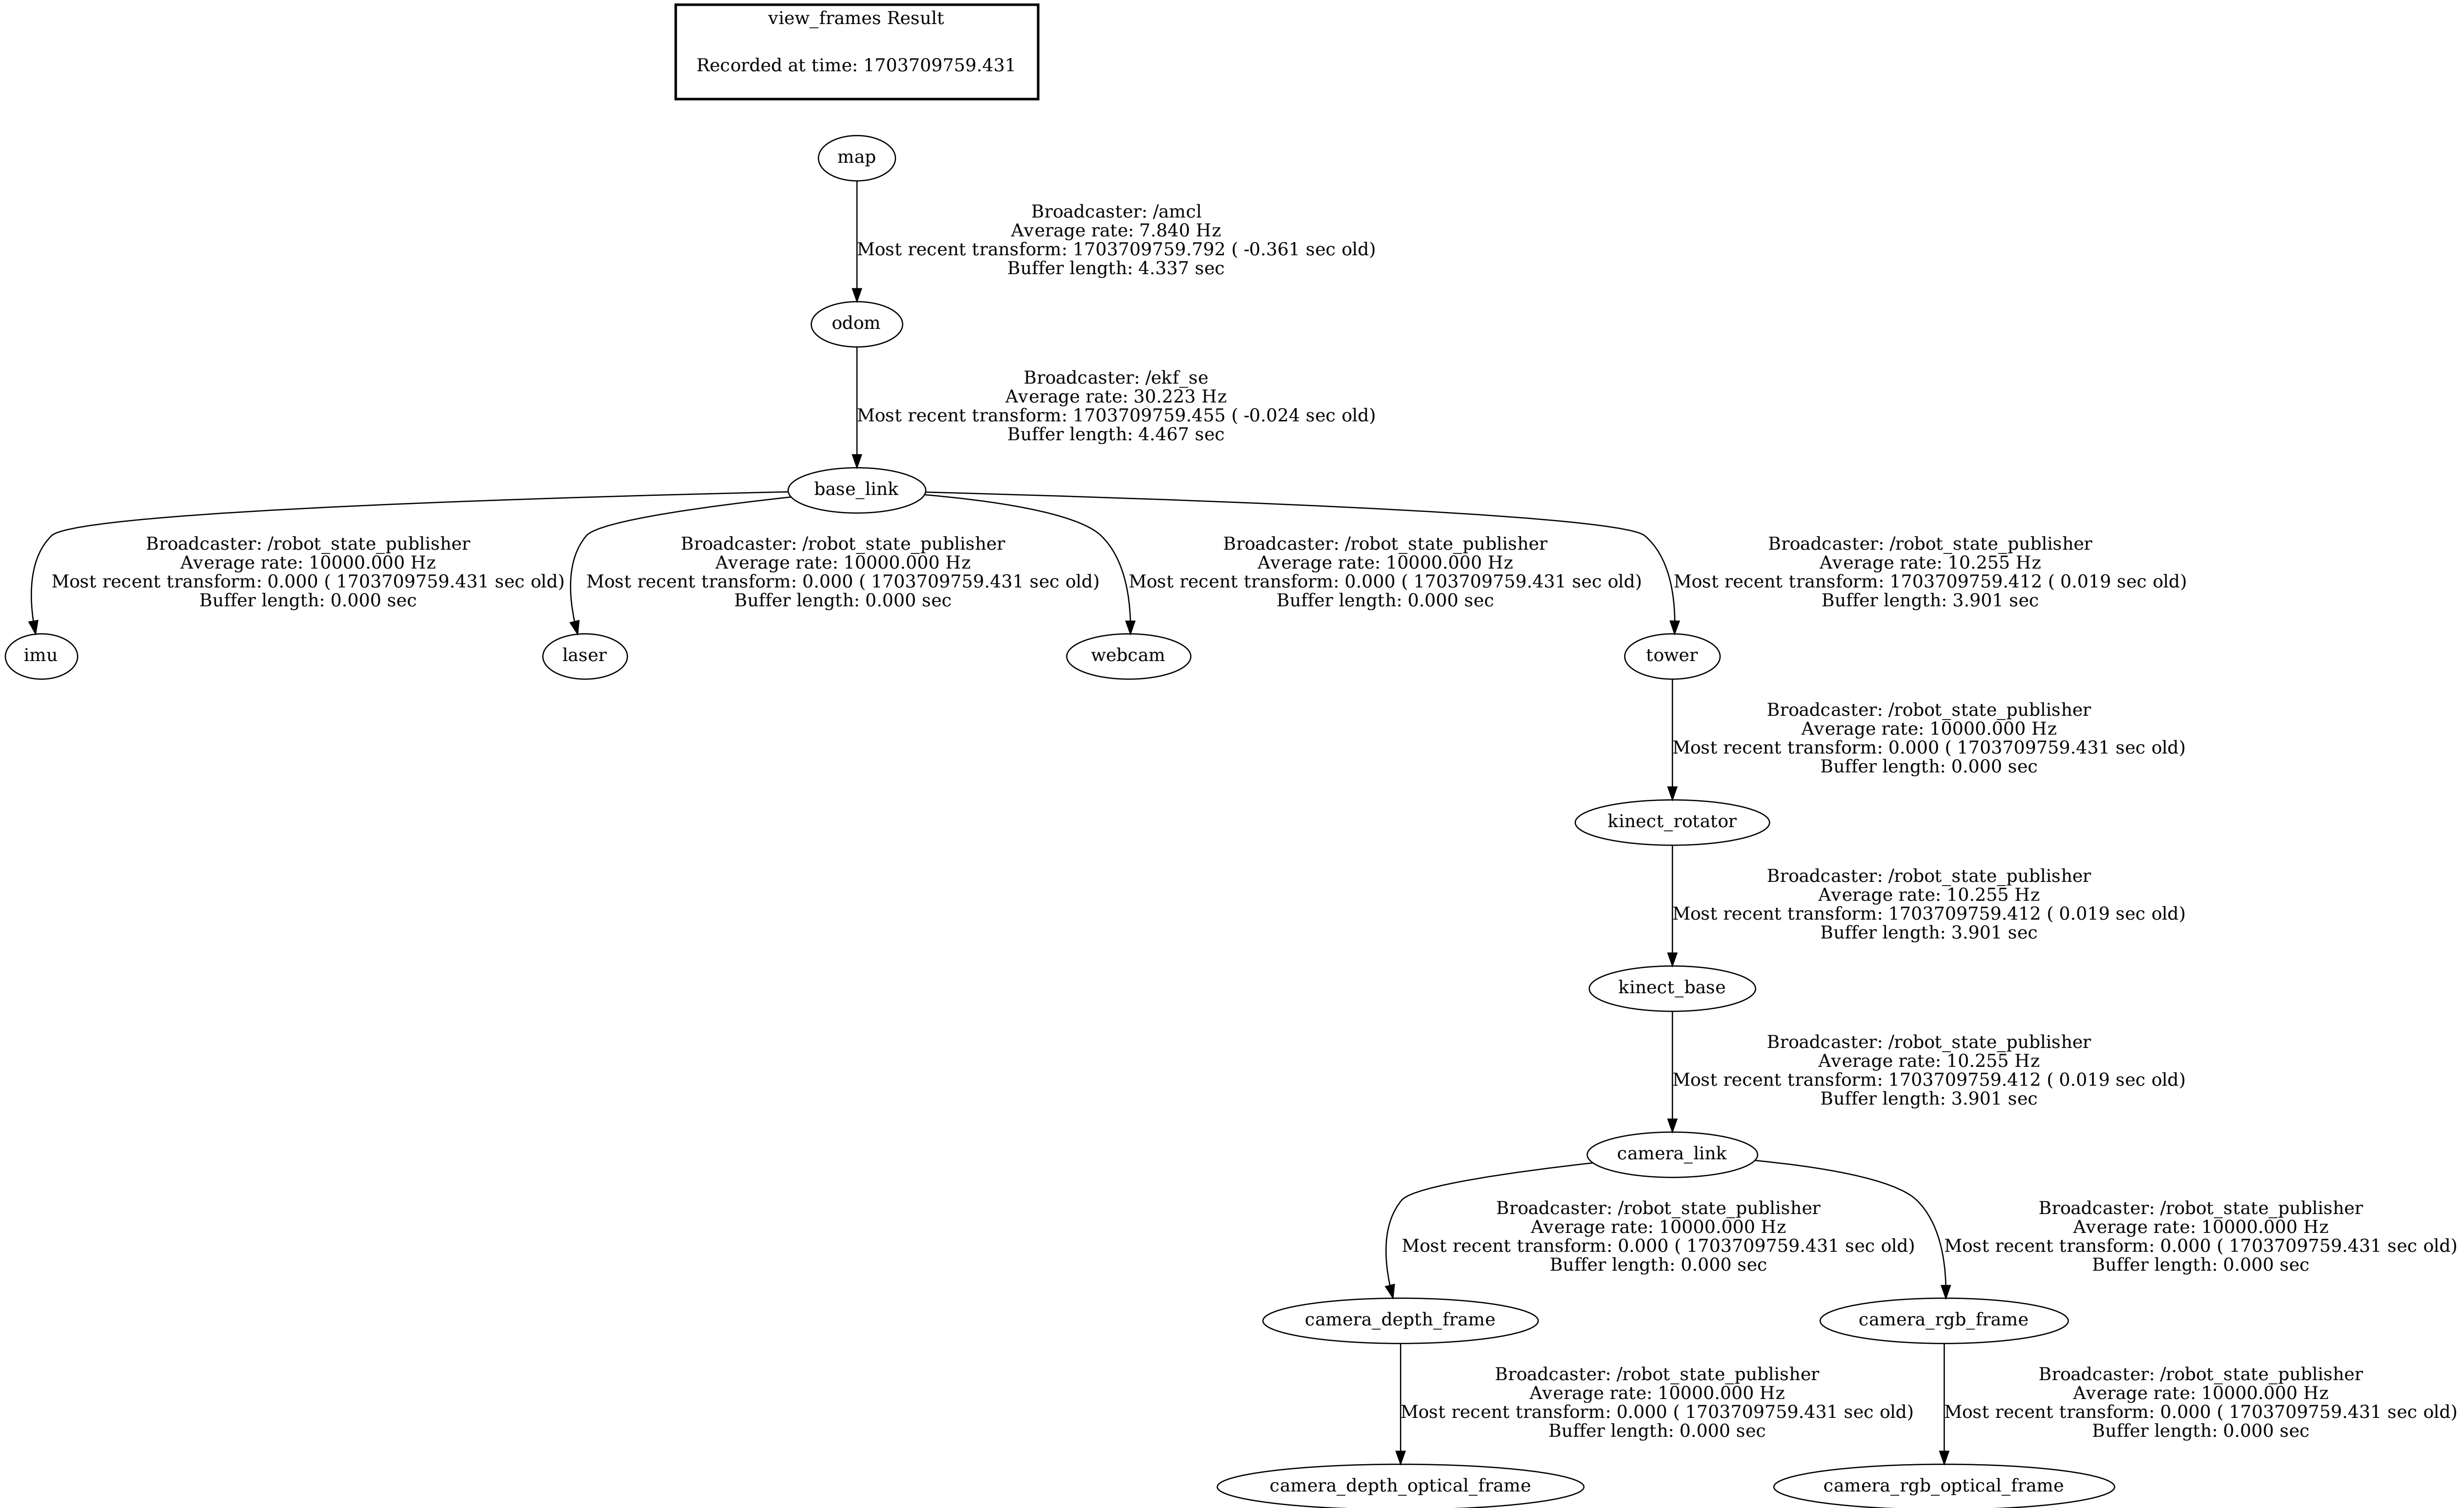 view_frames Result
Recorded at time: 1703709759.431
map
Broadcaster: /amcl
Average rate: 7.840 Hz
Most recent transform: 1703709759.792 ( -0.361 sec old)
Buffer length: 4.337 sec
odom
Broadcaster: /ekf_se
Average rate: 30.223 Hz
Most recent transform: 1703709759.455 ( -0.024 sec old)
Buffer length: 4.467 sec
base_link
Broadcaster: /robot_state_publisher
Average rate: 10000.000 Hz
Most recent transform: 0.000 ( 1703709759.431 sec old)
Buffer length: 0.000 sec
Broadcaster: /robot_state_publisher
Average rate: 10000.000 Hz
Most recent transform: 0.000 ( 1703709759.431 sec old)
Buffer length: 0.000 sec
Broadcaster: /robot_state_publisher
Average rate: 10000.000 Hz
Most recent transform: 0.000 ( 1703709759.431 sec old)
Buffer length: 0.000 sec
Broadcaster: /robot_state_publisher
Average rate: 10.255 Hz
Most recent transform: 1703709759.412 ( 0.019 sec old)
Buffer length: 3.901 sec
imu
laser
webcam
tower
Broadcaster: /robot_state_publisher
Average rate: 10000.000 Hz
Most recent transform: 0.000 ( 1703709759.431 sec old)
Buffer length: 0.000 sec
kinect_rotator
Broadcaster: /robot_state_publisher
Average rate: 10.255 Hz
Most recent transform: 1703709759.412 ( 0.019 sec old)
Buffer length: 3.901 sec
kinect_base
Broadcaster: /robot_state_publisher
Average rate: 10.255 Hz
Most recent transform: 1703709759.412 ( 0.019 sec old)
Buffer length: 3.901 sec
camera_link
Broadcaster: /robot_state_publisher
Average rate: 10000.000 Hz
Most recent transform: 0.000 ( 1703709759.431 sec old)
Buffer length: 0.000 sec
Broadcaster: /robot_state_publisher
Average rate: 10000.000 Hz
Most recent transform: 0.000 ( 1703709759.431 sec old)
Buffer length: 0.000 sec
camera_depth_frame
camera_rgb_frame
Broadcaster: /robot_state_publisher
Average rate: 10000.000 Hz
Most recent transform: 0.000 ( 1703709759.431 sec old)
Buffer length: 0.000 sec
Broadcaster: /robot_state_publisher
Average rate: 10000.000 Hz
Most recent transform: 0.000 ( 1703709759.431 sec old)
Buffer length: 0.000 sec
camera_depth_optical_frame
camera_rgb_optical_frame